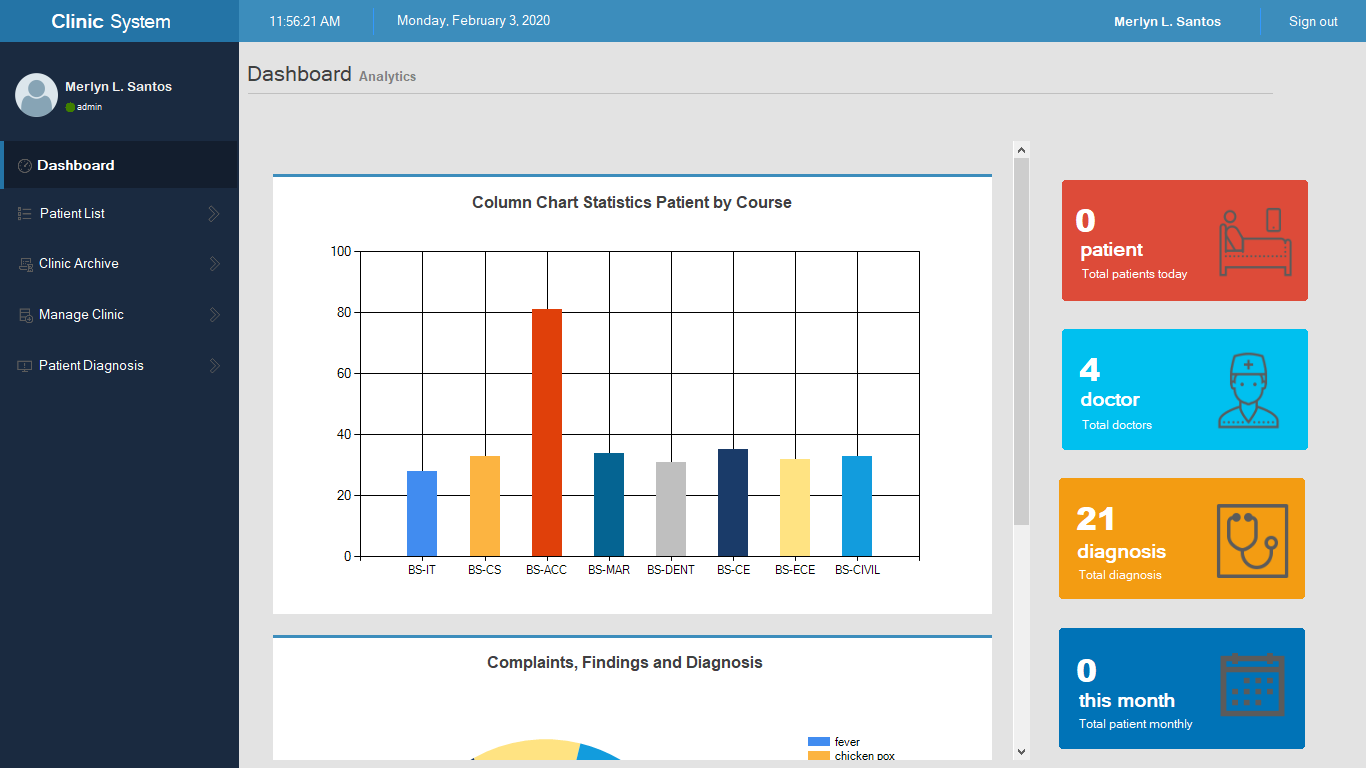 Clinic System
11:56:21 AM
Monday, February 3, 2020
Merlyn L. Santos
Sign out
Merlyn L. Santos
admin
Dashboard
Patient List
Clinic Archive
Manage Clinic
Patient Diagnosis
Dashboard Analytics
Column Chart Statistics Patient by Course
100
80
60
40
20
0
BS-IT BS-CS BS-ACC BS-MAR BS-DENT BS-CE BS-ECE BS-CIVIL
Complaints, Findings and Diagnosis
fever
chicken pox
0
patient
Total patients today
4
doctor
Total doctors
21
diagnosis
Total diagnosis
0
this month
Total patient monthly